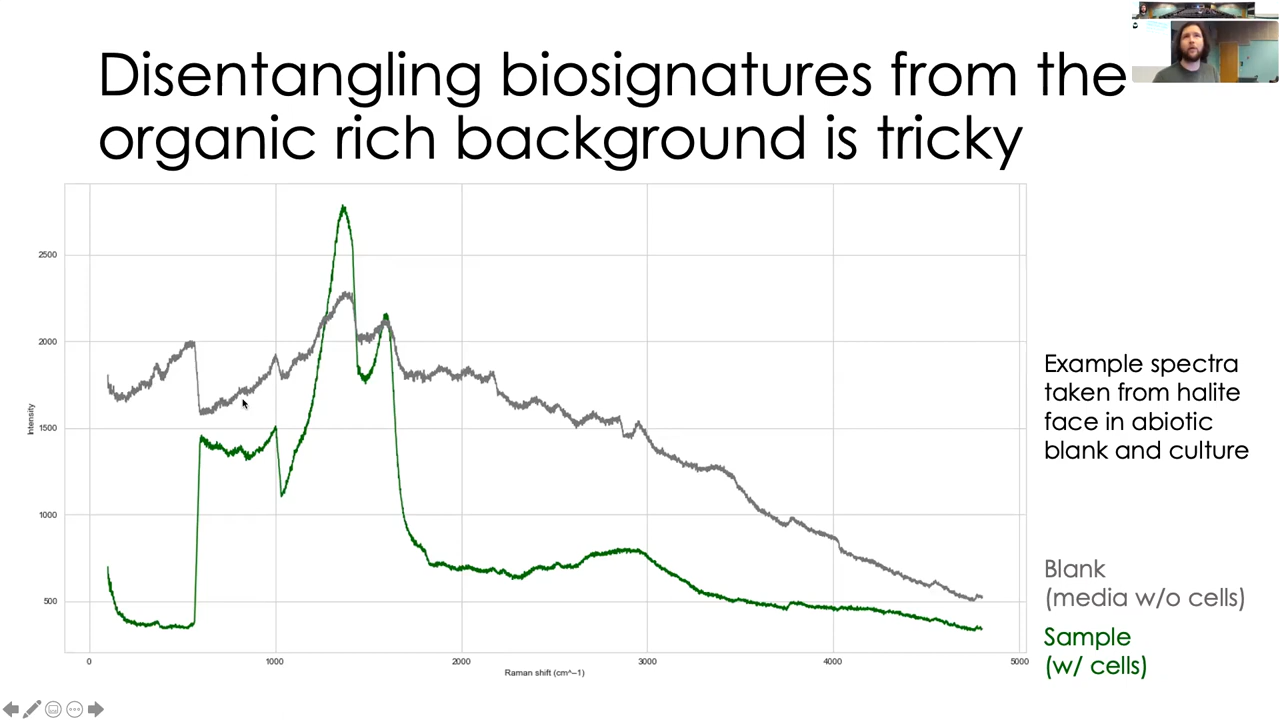 Disentangling biosignatures from the
organic rich background is tricky
2500
2000
1500
1000
500
Intensity
0
1000
2000
3000
4000
5000
Raman shift (cm^–1)
Example spectra
taken from halite
face in abiotic
blank and culture
Blank
(media w/o cells)
Sample
(w/ cells)